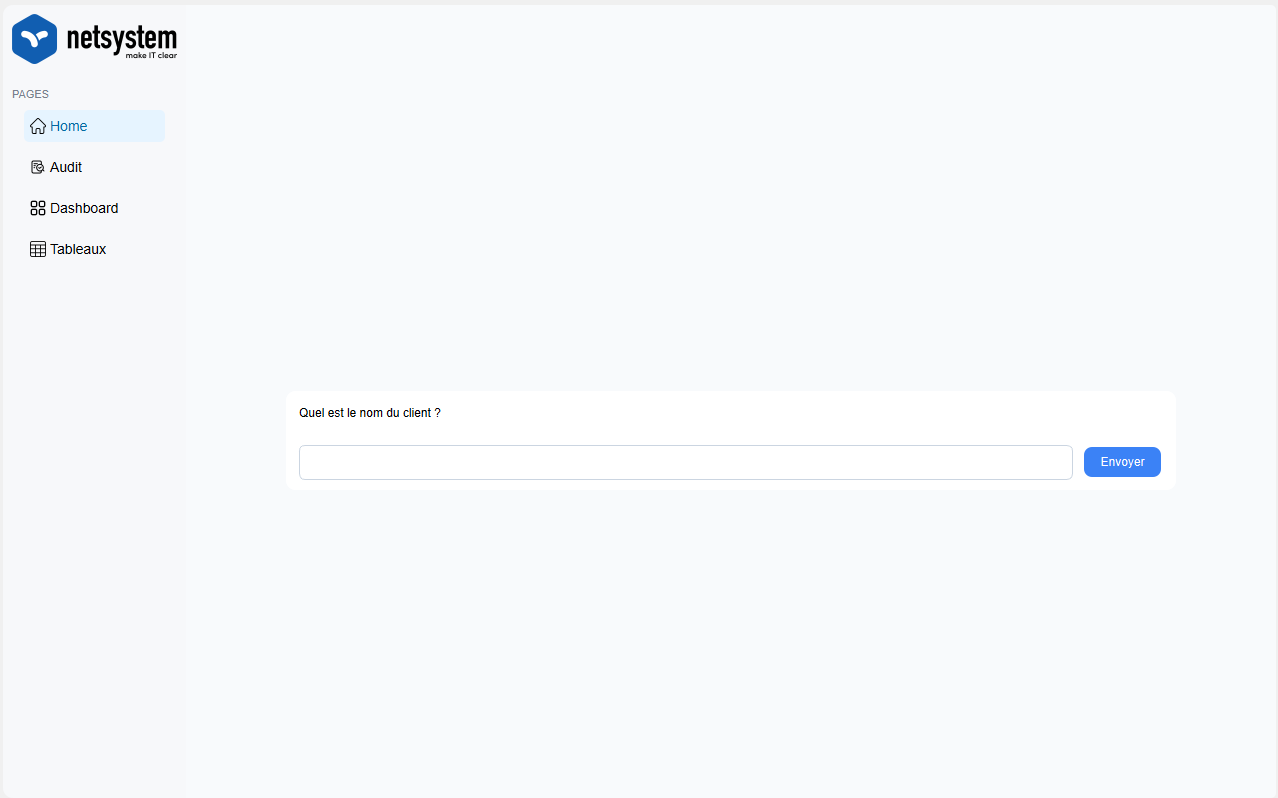 netsystem
make IT clear
PAGES
Home
Audit
Dashboard
Tableaux
Quel est le nom du client ?
Envoyer